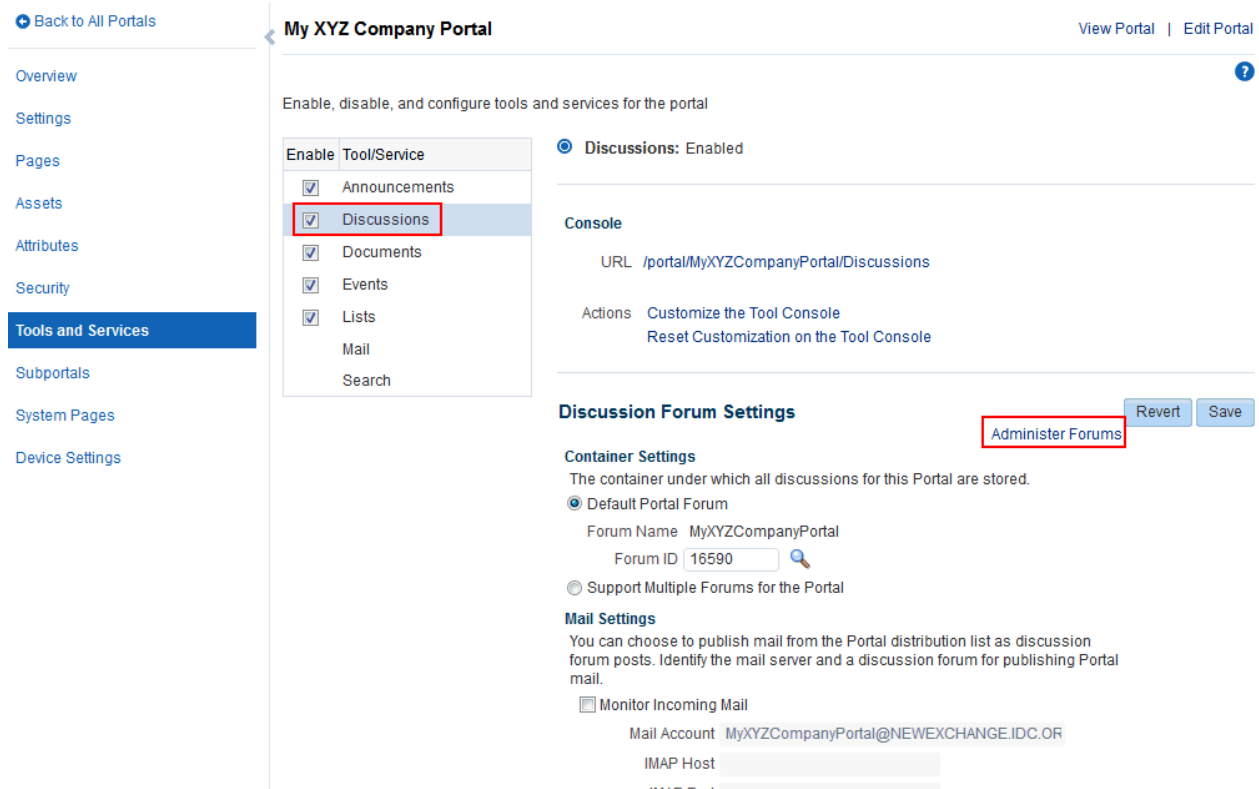 Back to All Portals
My XYZ Company Portal
View Portal | Edit Portal
Overview
Settings
Pages
Assets
Attributes
Security
Tools and Services
Subportals
System Pages
Device Settings
?
Enable, disable, and configure tools and services for the portal
Enable Tool/Service
Announcements
Discussions
Documents
Events
Lists
Mail
Search
Discussions: Enabled
Console
URL /portal/MyXYZCompanyPortal/Discussions
Actions Customize the Tool Console
Reset Customization on the Tool Console
Discussion Forum Settings
Revert Save
Administer Forums
Container Settings
The container under which all discussions for this Portal are stored.
Default Portal Forum
Forum Name MyXYZCompanyPortal
Forum ID 16590
Support Multiple Forums for the Portal
Mail Settings
You can choose to publish mail from the Portal distribution list as discussion
forum posts. Identify the mail server and a discussion forum for publishing Portal
mail.
Monitor Incoming Mail
Mail Account MyXYZCompanyPortal@NEWEXCHANGE.IDC.OR
IMAP Host